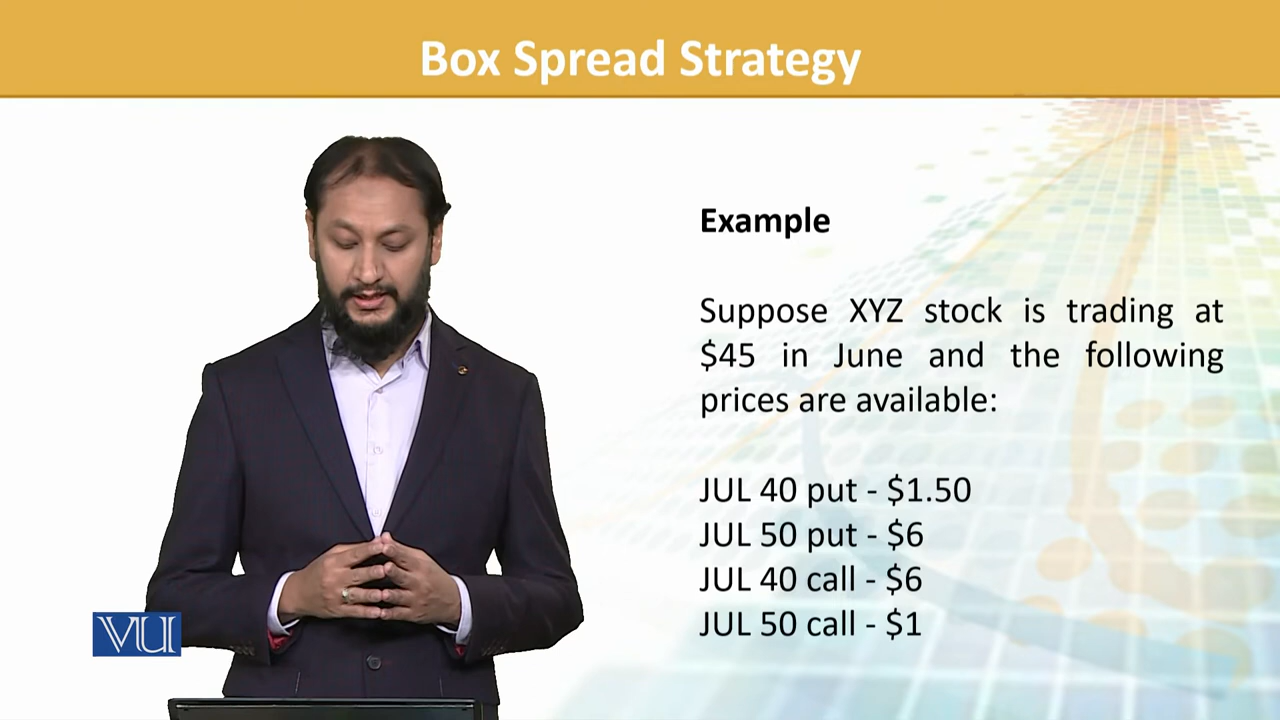 Box Spread Strategy
Example
Suppose XYZ stock is trading at
$45 in June and the following
prices are available:
JUL 40 put - $1.50
JUL 50 put - $6
JUL 40 call - $6
JUL 50 call - $1
VU